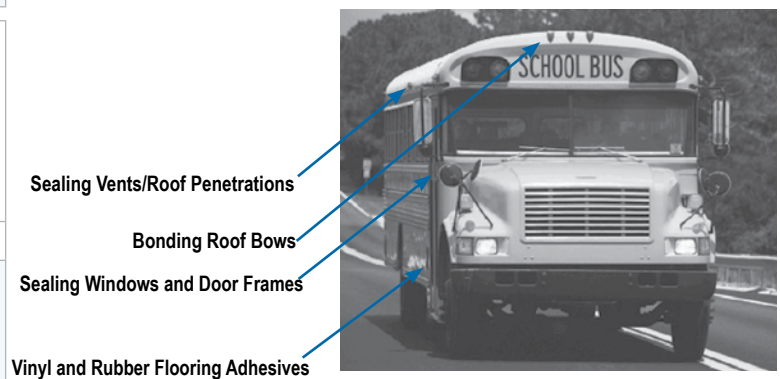 SCHOOL BUS
Sealing Vents/Roof Penetrations
Bonding Roof Bows
Sealing Windows and Door Frames
Vinyl and Rubber Flooring Adhesives